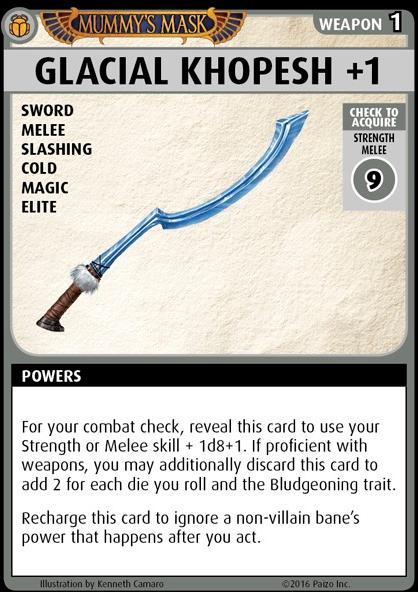 MUMMY'S MASK
WEAPON 1
GLACIAL KHOPESH +1
SWORD
MELEE
SLASHING
COLD
MAGIC
ELITE
CHECK TO
ACQUIRE
STRENGTH
MELEE
9
POWERS
For your combat check, reveal this card to use your
Strength or Melee skill + 1d8+1. If proficient with
weapons, you may additionally discard this card to
add 2 for each die you roll and the Bludgeoning trait.
Recharge this card to ignore a non-villain bane's
power that happens after you act.
Illustration by Kenneth Camaro
©2016 Paizo Inc.